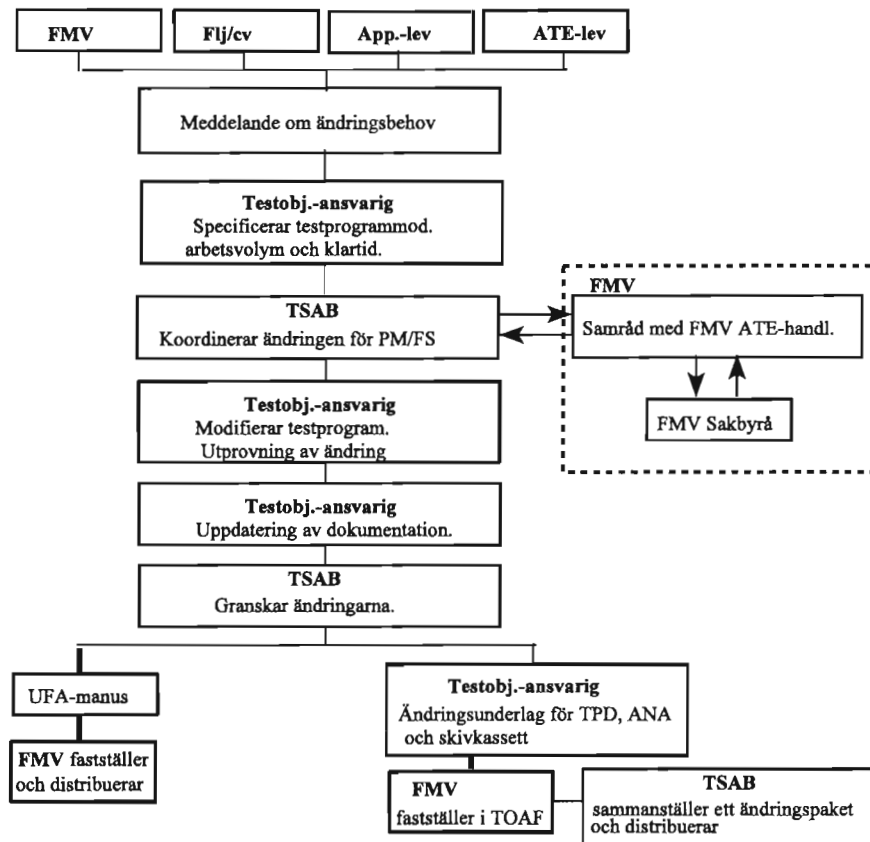 FMV
Flj/cv
App.-lev
ATE-lev
Meddelande om ändringsbehov
Testobj.-ansvarig
Specificerar testprogrammod.
arbetsvolym och klartid.
TSAB
Koordinerar ändringen för PM/FS
FMV
Samråd med FMV ATE-handl.
FMV Sakbyrå
Testobj.-ansvarig
Modifierar testprogram.
Utprovning av ändring
Testobj.-ansvarig
Uppdatering av dokumentation.
TSAB
Granskar ändringarna.
UFA-manus
FMV fastställer
och distribuerar
Testobj.-ansvarig
Ändringsunderlag för TPD, ANA
och skivkassett
FMV
fastställer i TOAF
TSAB
sammanställer ett ändringspaket
och distribuerar